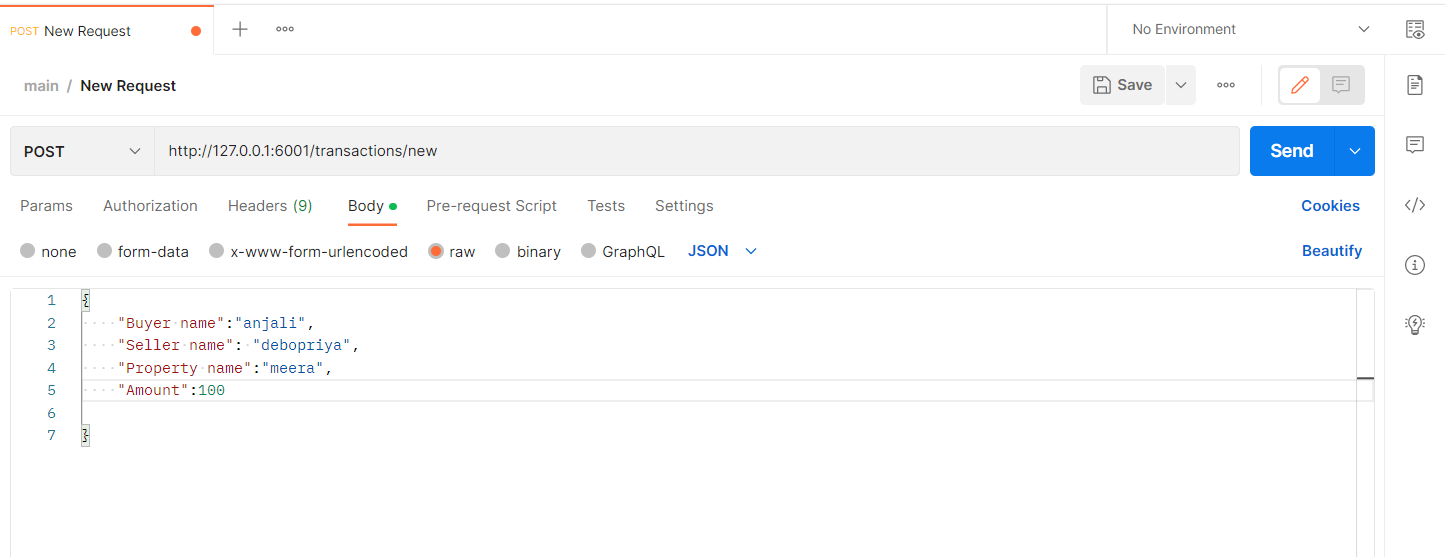 POST New Request
No Environment
main / New Request
Save
POST
http://127.0.0.1:6001/transactions/new
Send
Params Authorization Headers (9) Body Pre-request Script Tests Settings Cookies
none form-data x-www-form-urlencoded raw binary GraphQL JSON Beautify
1 {
2 "Buyer name":"anjali",
3 "Seller name": "debopriya",
4 "Property name":"meera",
5 "Amount":100
6
7 }